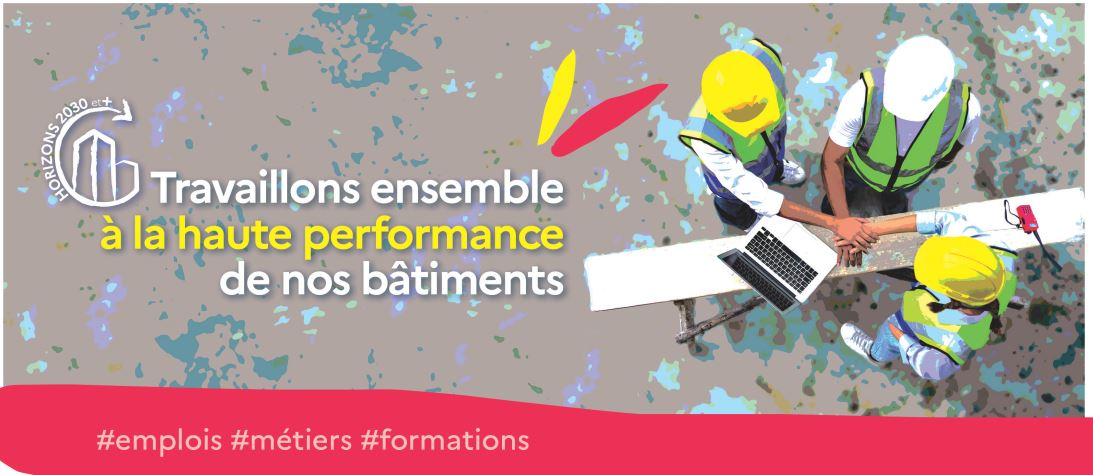 HORIZONS 2030 et +
Travaillons ensemble
à la haute performance
de nos bâtiments
#emplois #métiers #formations